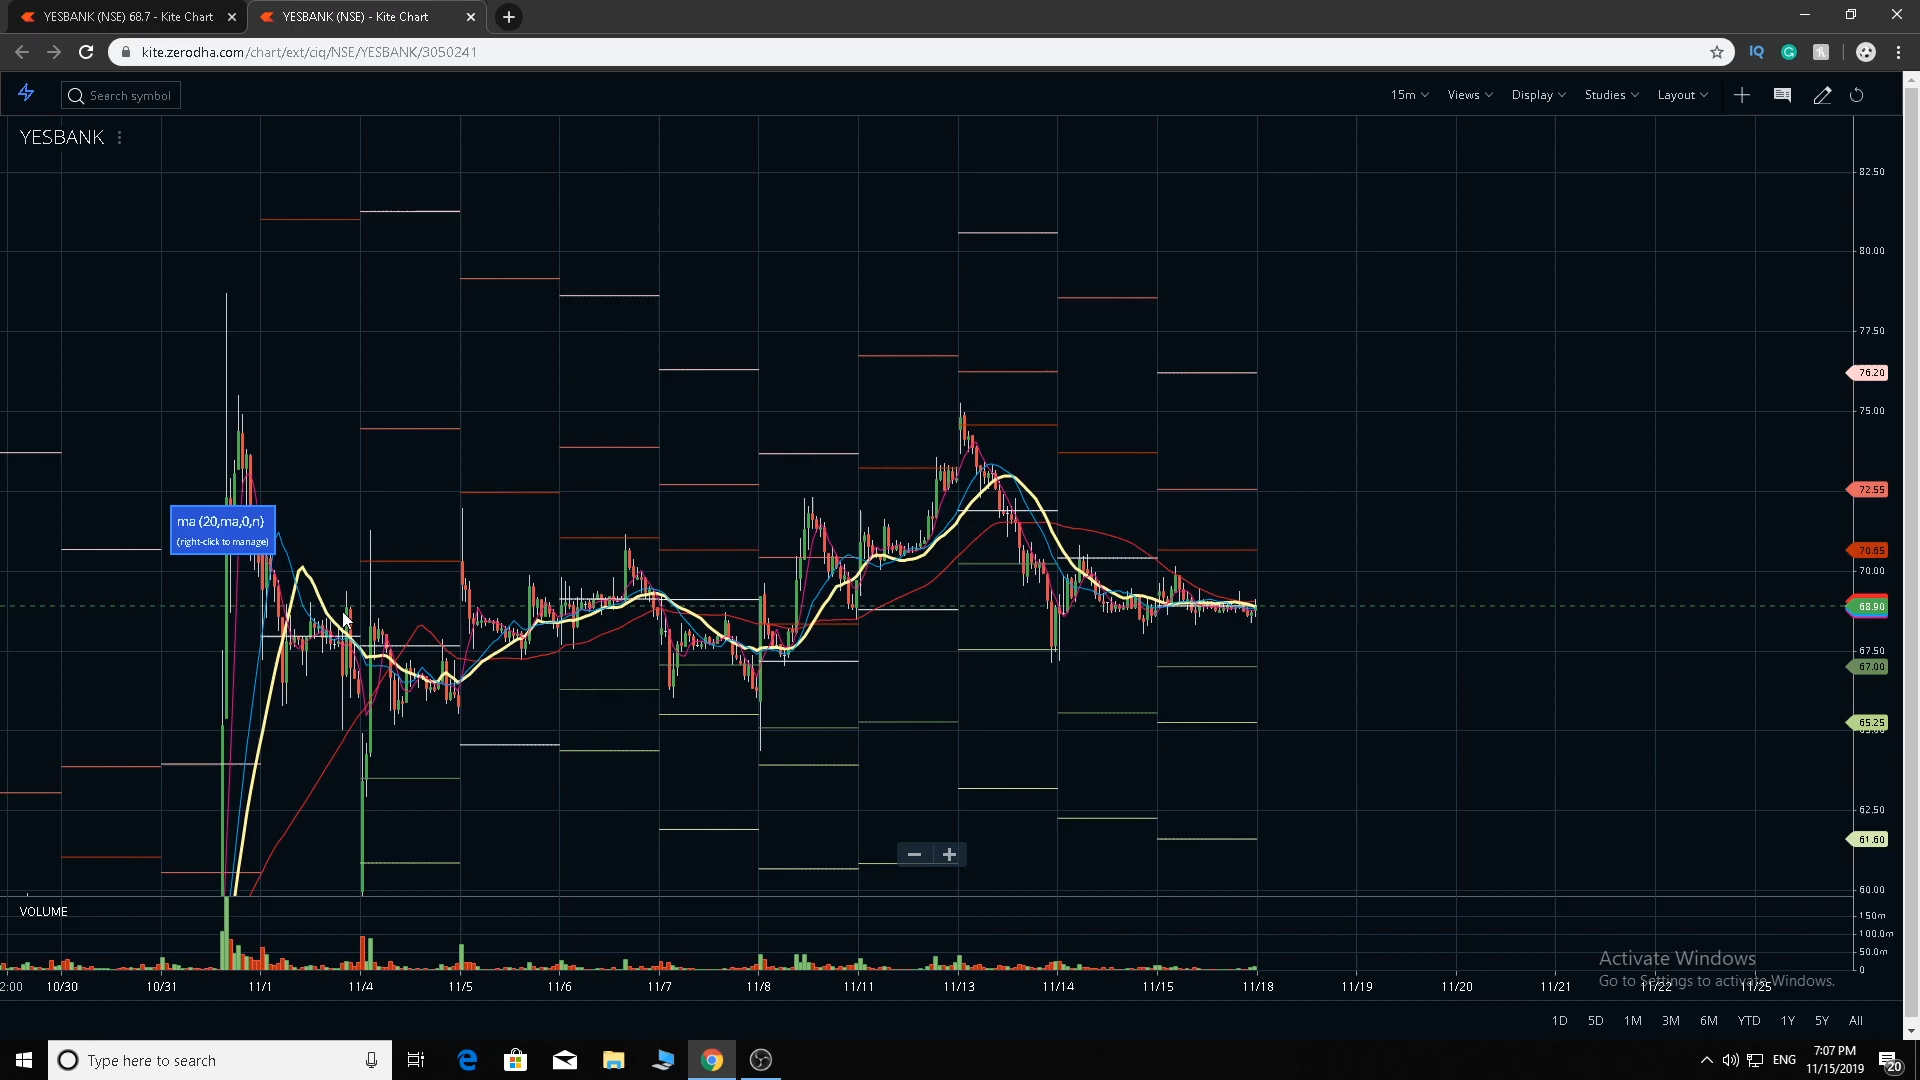 YESBANK (NSE) 68.7 - Kite Chart
YESBANK (NSE) - Kite Chart
kite.zerodha.com/chart/ext/ciq/NSE/YESBANK/3050241
IQ
Search symbol
15m Views Display Studies Layout
YESBANK
82.50
80.00
77.50
76.20
75.00
ma (20,ma,0,n)
(right-click to manage)
72.55
70.65
70.00
68.90
67.50
67.00
65.25
65.00
62.50
61.60
60.00
VOLUME
150m
100.0m
50.0m
0
Activate Windows
Go to Settings to activate Windows.
2:00 10/30 10/31 11/1 11/4 11/5 11/6 11/7 11/8 11/11 11/13 11/14 11/15 11/18 11/19 11/20 11/21 11/22 11/25
1D 5D 1M 3M 6M YTD 1Y 5Y All
Type here to search
ENG
7:07 PM
11/15/2019
20